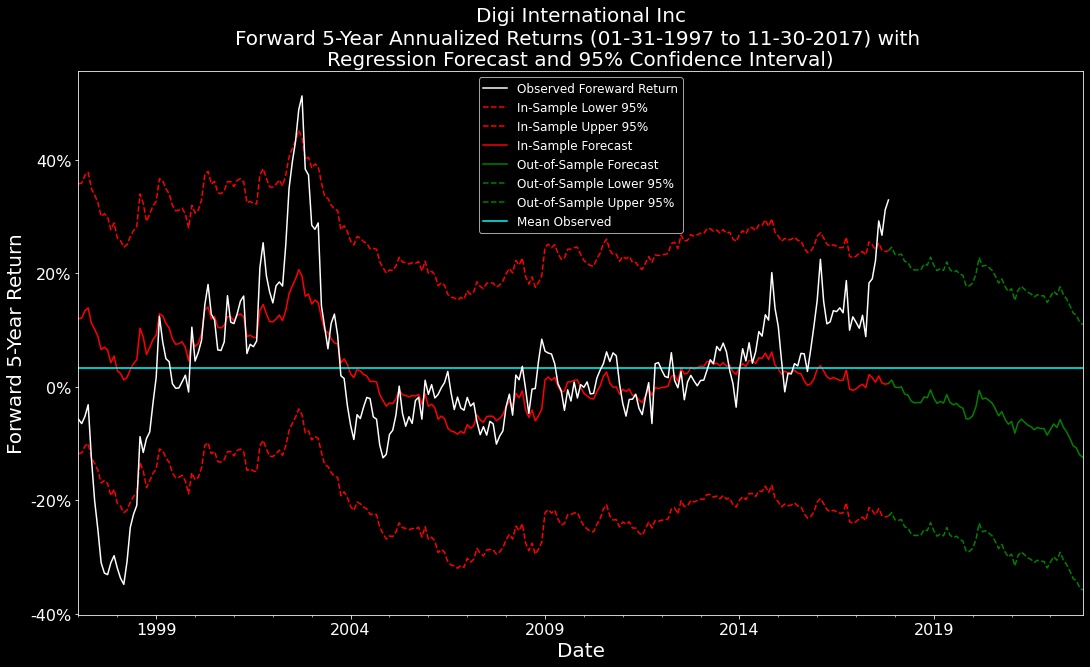 Digi International Inc
Forward 5-Year Annualized Returns (01-31-1997 to 11-30-2017) with
Regression Forecast and 95% Confidence Interval)
Observed Foreward Return
In-Sample Lower 95%
In-Sample Upper 95%
In-Sample Forecast
Out-of-Sample Forecast
Out-of-Sample Lower 95%
Out-of-Sample Upper 95%
Mean Observed
Forward 5-Year Return
40%
20%
0%
-20%
-40%
1999
2004
2009
2014
2019
Date